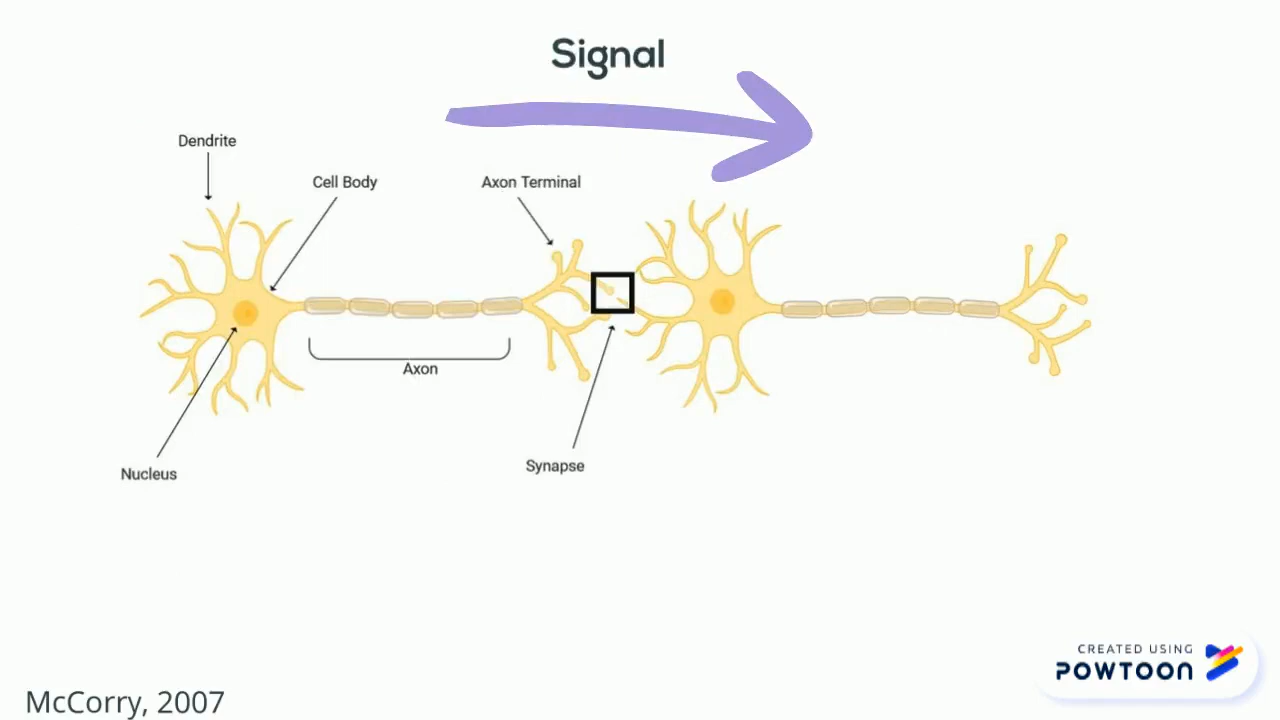 Signal
Dendrite
Cell Body
Axon Terminal
Axon
Synapse
Nucleus
CREATED USING
POWTOON
McCorry, 2007